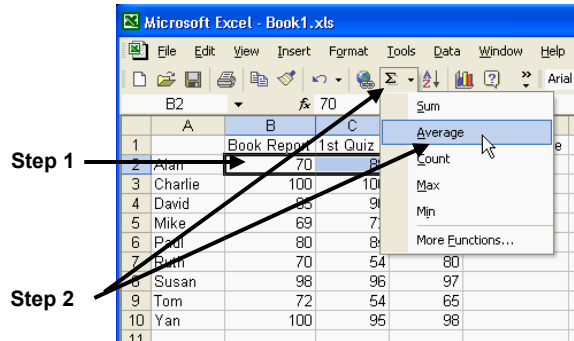 Microsoft Excel - Book1.xls
File Edit View Insert Format Tools Data Window Help
Σ Arial
B2 fx 70
A B C
1 Book Report 1st Quiz
Step 1
2 Alan 70
3 Charlie 100
4 David
5 Mike 69
6 Paul 80
7 Ruth 70 54 80
8 Susan 98 96 97
9 Tom 72 54 65
10 Yan 100 95 98
11
Step 2
Sum
Average
Count
Max
Min
More Functions...